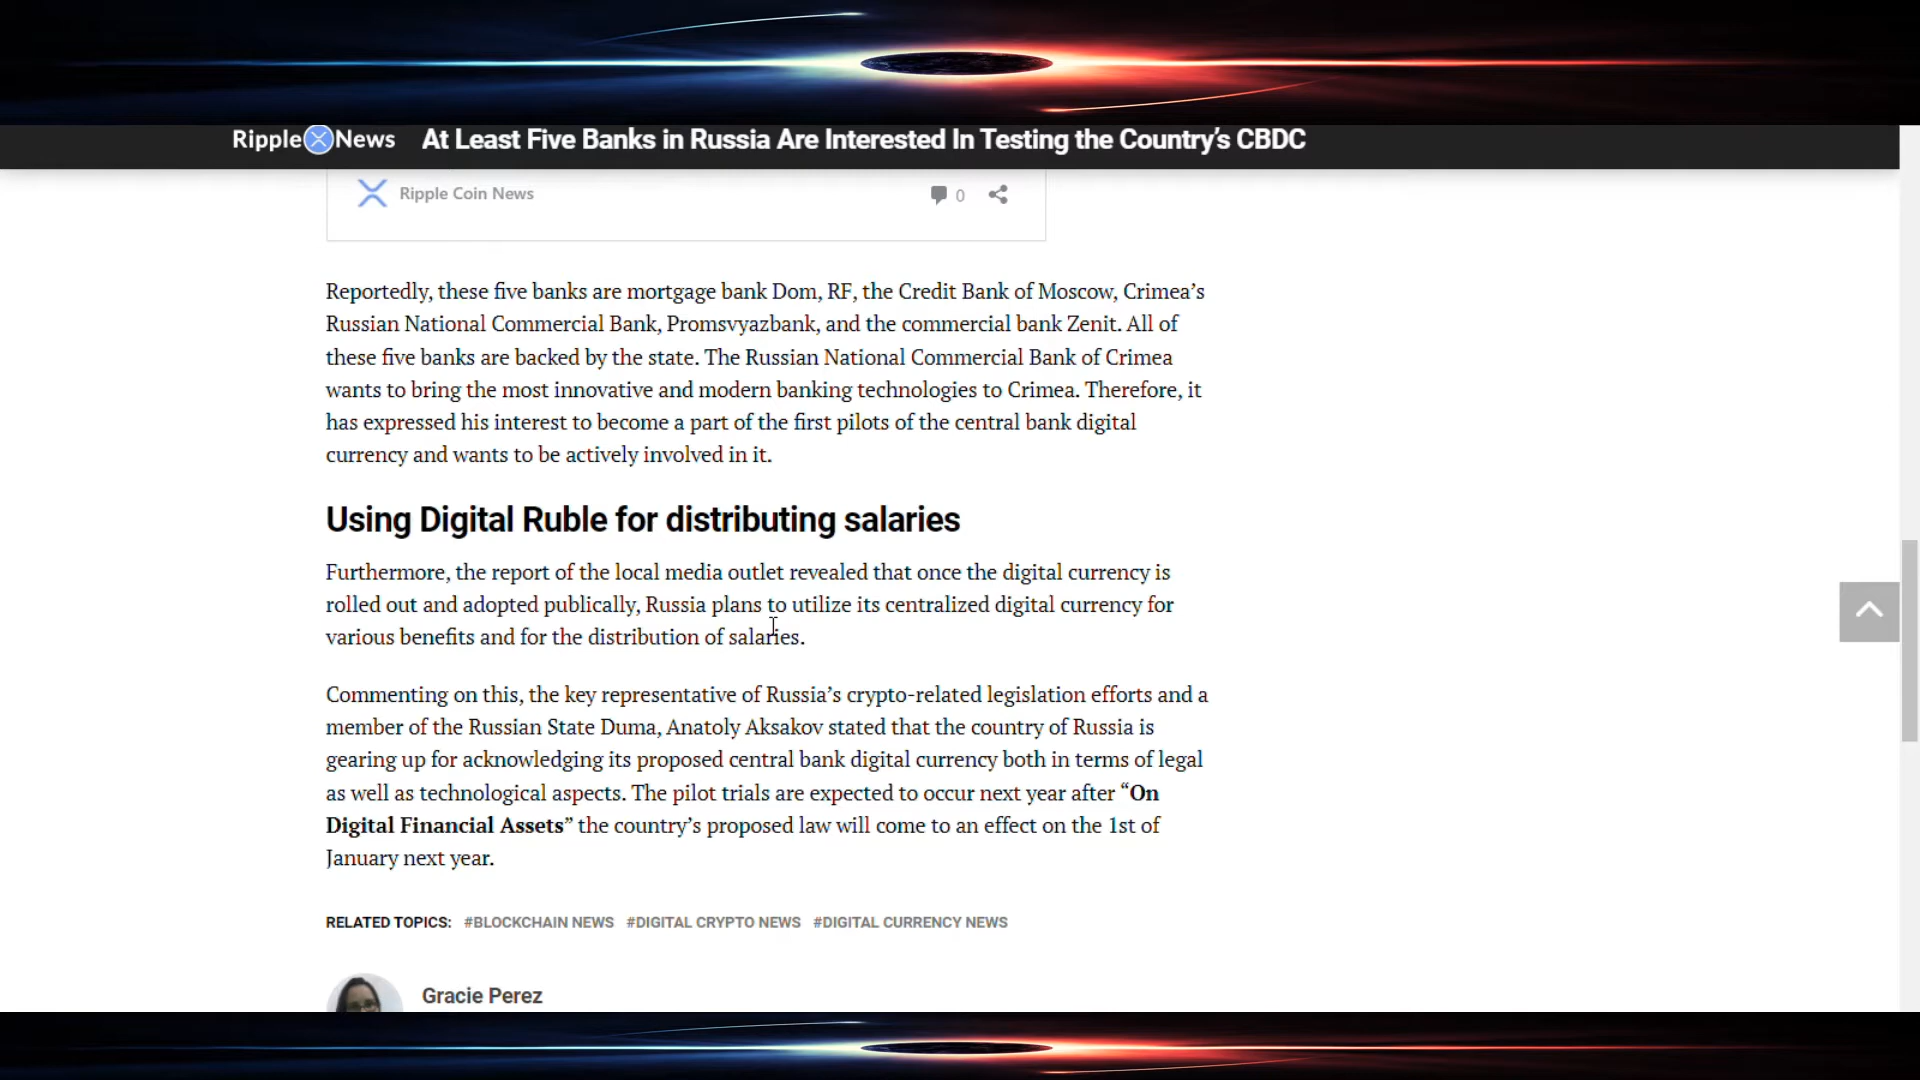 Ripple News At Least Five Banks in Russia Are Interested In Testing the Country’s CBDC
Ripple Coin News 0
Reportedly, these five banks are mortgage bank Dom, RF, the Credit Bank of Moscow, Crimea’s
Russian National Commercial Bank, Promsvyazbank, and the commercial bank Zenit. All of
these five banks are backed by the state. The Russian National Commercial Bank of Crimea
wants to bring the most innovative and modern banking technologies to Crimea. Therefore, it
has expressed his interest to become a part of the first pilots of the central bank digital
currency and wants to be actively involved in it.
Using Digital Ruble for distributing salaries
Furthermore, the report of the local media outlet revealed that once the digital currency is
rolled out and adopted publically, Russia plans to utilize its centralized digital currency for
various benefits and for the distribution of salaries.
Commenting on this, the key representative of Russia’s crypto-related legislation efforts and a
member of the Russian State Duma, Anatoly Aksakov stated that the country of Russia is
gearing up for acknowledging its proposed central bank digital currency both in terms of legal
as well as technological aspects. The pilot trials are expected to occur next year after “On
Digital Financial Assets” the country’s proposed law will come to an effect on the 1st of
January next year.
RELATED TOPICS: #BLOCKCHAIN NEWS #DIGITAL CRYPTO NEWS #DIGITAL CURRENCY NEWS
Gracie Perez